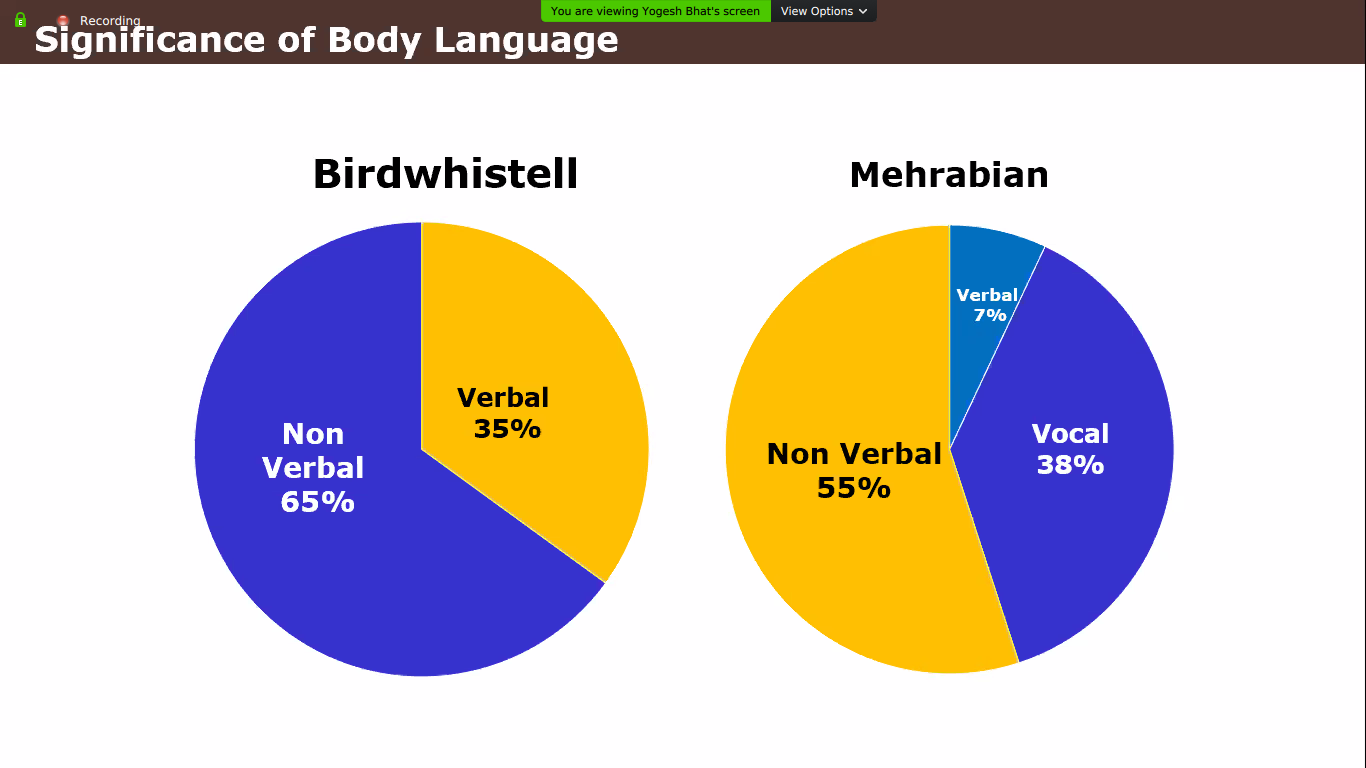 E
Recording
You are viewing Yogesh Bhat's screen
View Options
Significance of Body Language
Birdwhistell
Verbal
35%
Non
Verbal
65%
Mehrabian
Verbal
7%
Vocal
38%
Non Verbal
55%